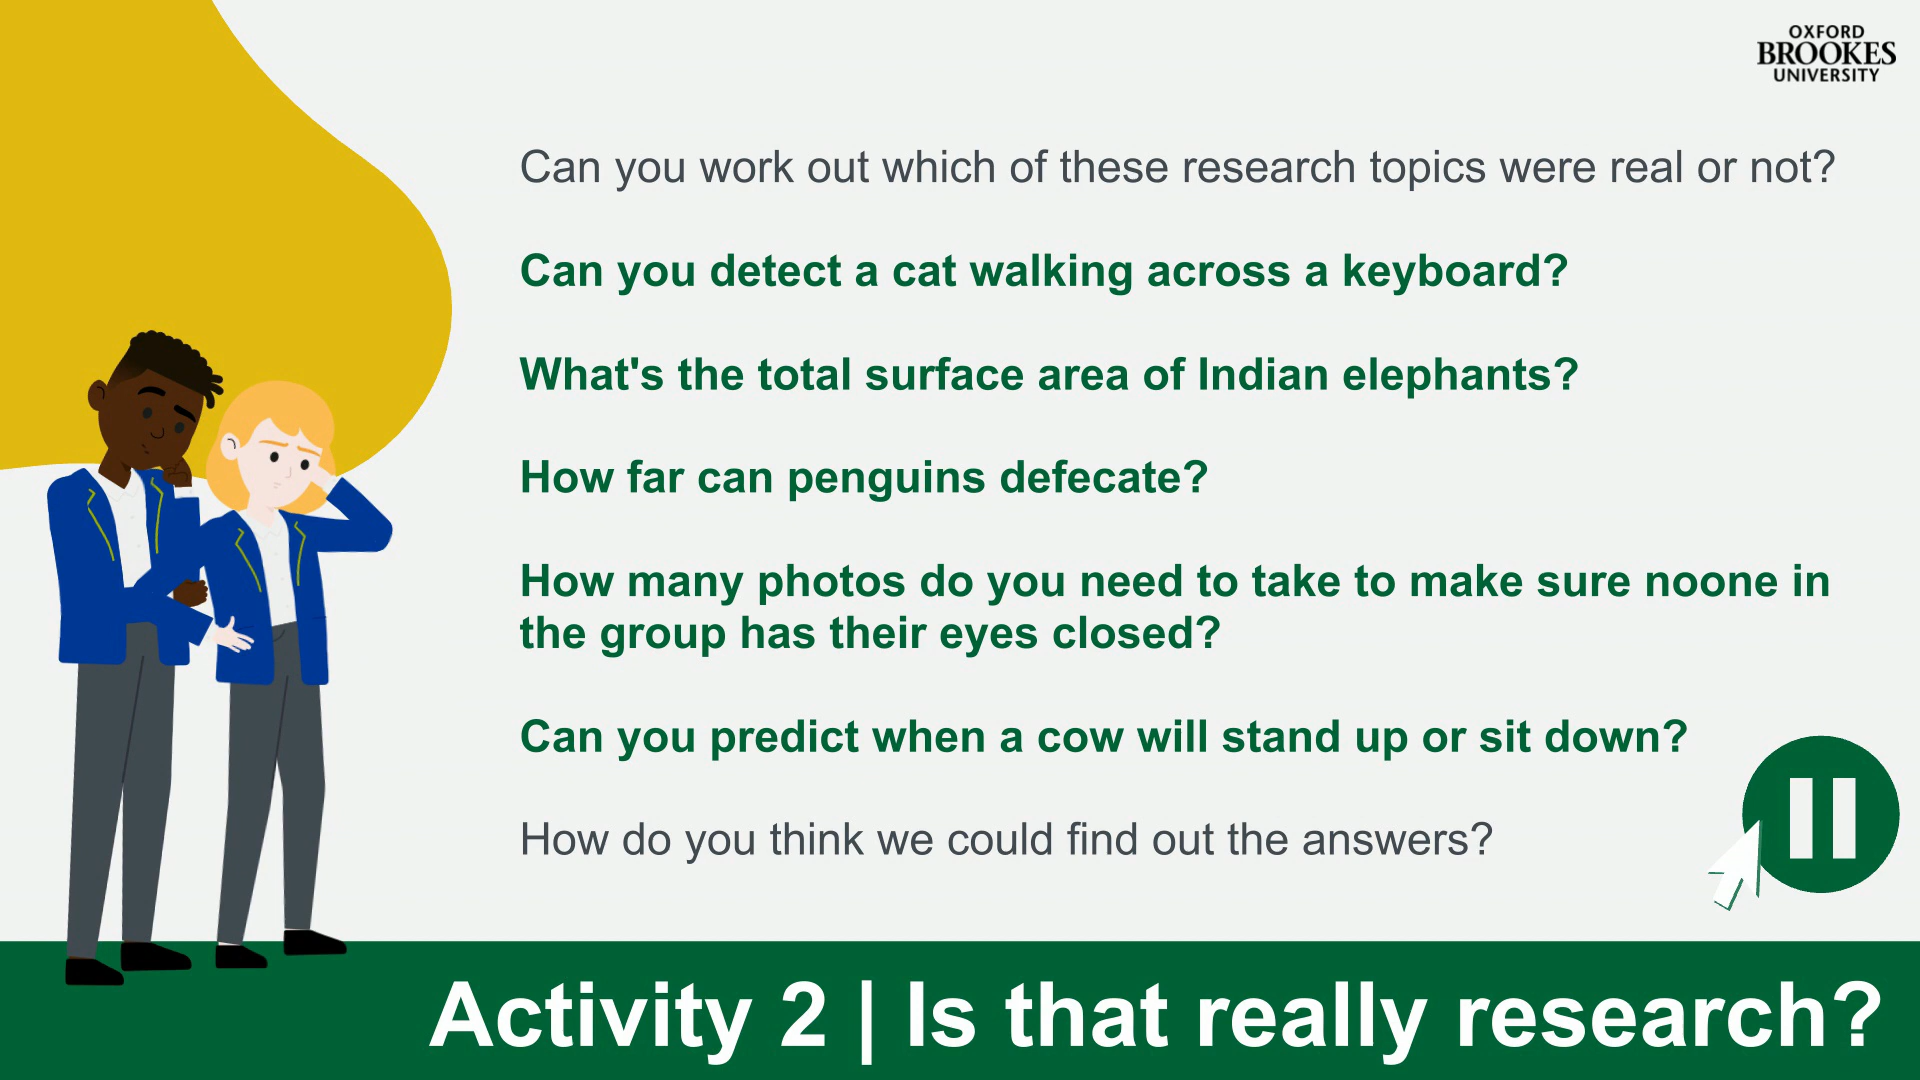 OXFORD
BROOKES
UNIVERSITY
Can you work out which of these research topics were real or not?
Can you detect a cat walking across a keyboard?
What's the total surface area of Indian elephants?
How far can penguins defecate?
How many photos do you need to take to make sure noone in
the group has their eyes closed?
Can you predict when a cow will stand up or sit down?
How do you think we could find out the answers?
Activity 2 | Is that really research?